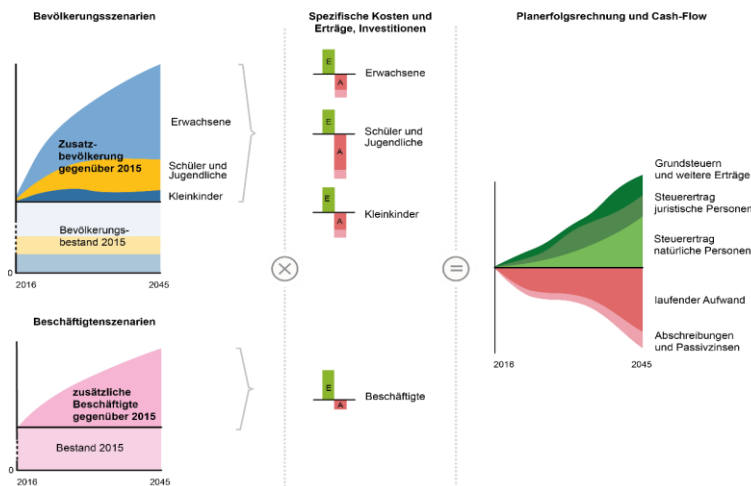 Bevölkerungsszenarien
Spezifische Kosten und
Erträge, Investitionen
Planerfolgsrechnung und Cash-Flow
Erwachsene
Zusatz-
bevölkerung
gegenüber 2015
Schüler und
Jugendliche
Kleinkinder
Bevölkerungs-
bestand 2015
0
2016
2045
E
A
Erwachsene
E
A
Schüler und
Jugendliche
E
A
Kleinkinder
×
=
Grundsteuern
und weitere Erträge
Steuerertrag
juristische Personen
Steuerertrag
natürliche Personen
laufender Aufwand
Abschreibungen
und Passivzinsen
2016
2045
Beschäftigtenszenarien
zusätzliche
Beschäftigte
gegenüber 2015
Bestand 2015
0
2016
2045
E
A
Beschäftigte